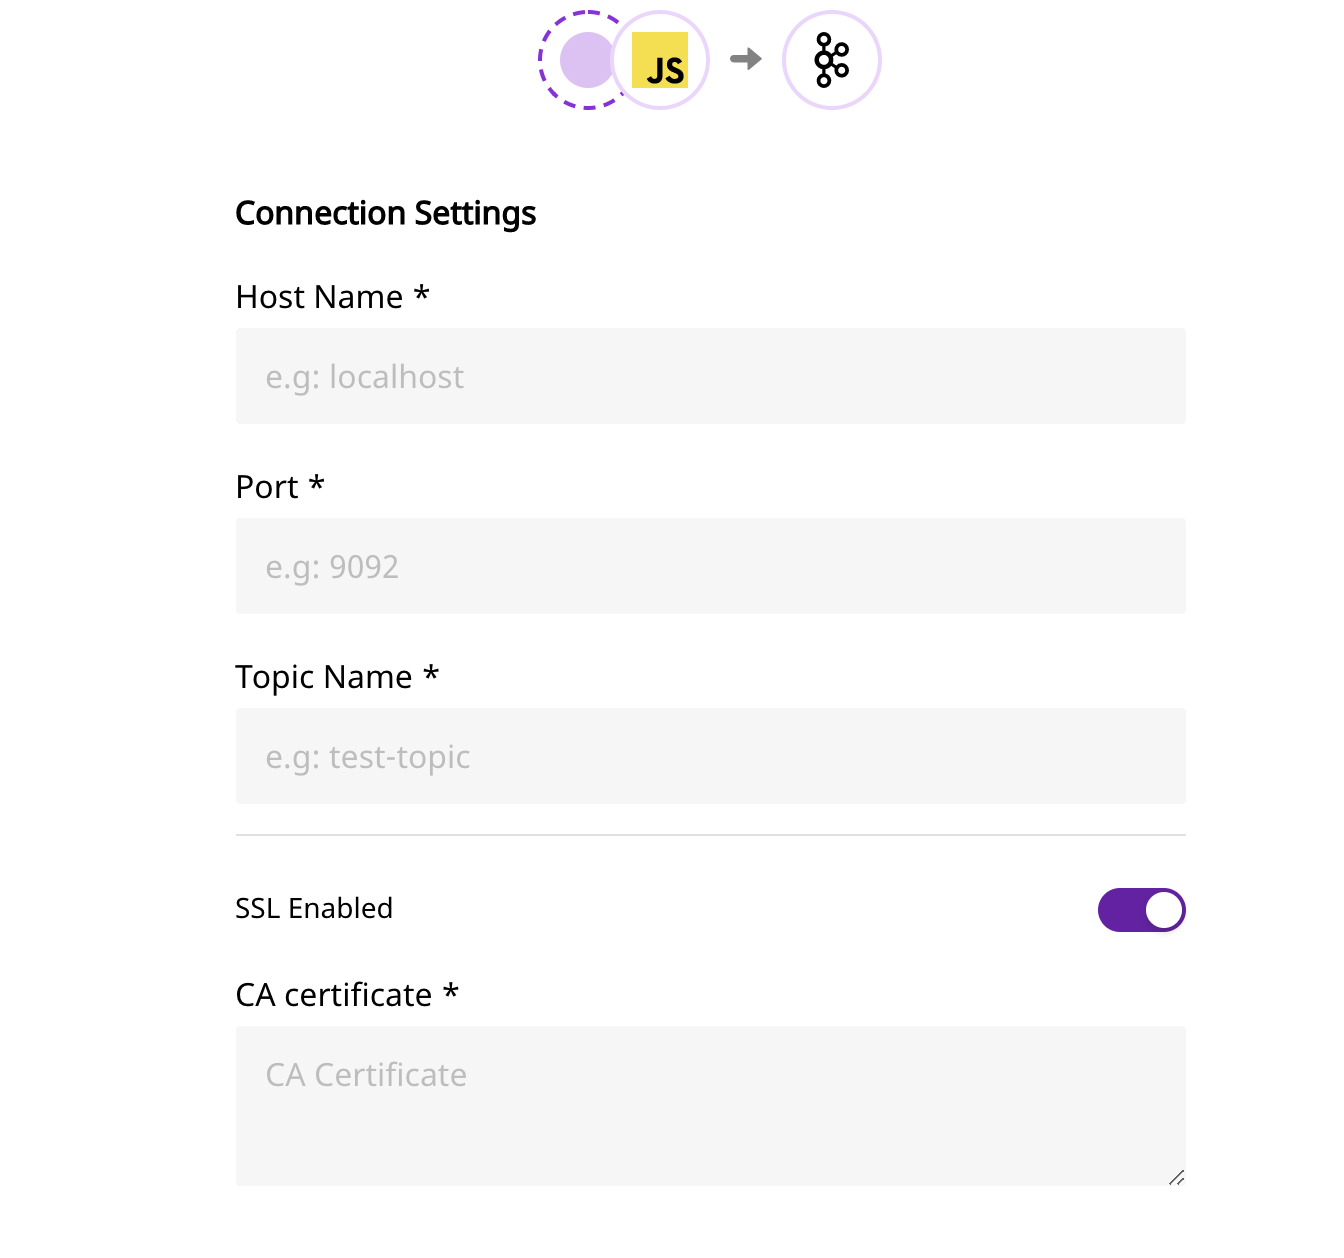 JS
Connection Settings
Host Name *
e.g: localhost
Port *
e.g: 9092
Topic Name *
e.g: test-topic
SSL Enabled
CA certificate *
CA Certificate